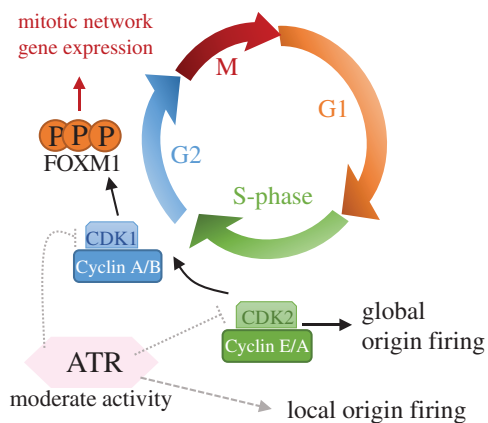 mitotic network
gene expression
M
G1
P P P
FOXM1
G2
S-phase
CDK1
Cyclin A/B
CDK2
Cyclin E/A
global
origin firing
ATR
moderate activity
local origin firing